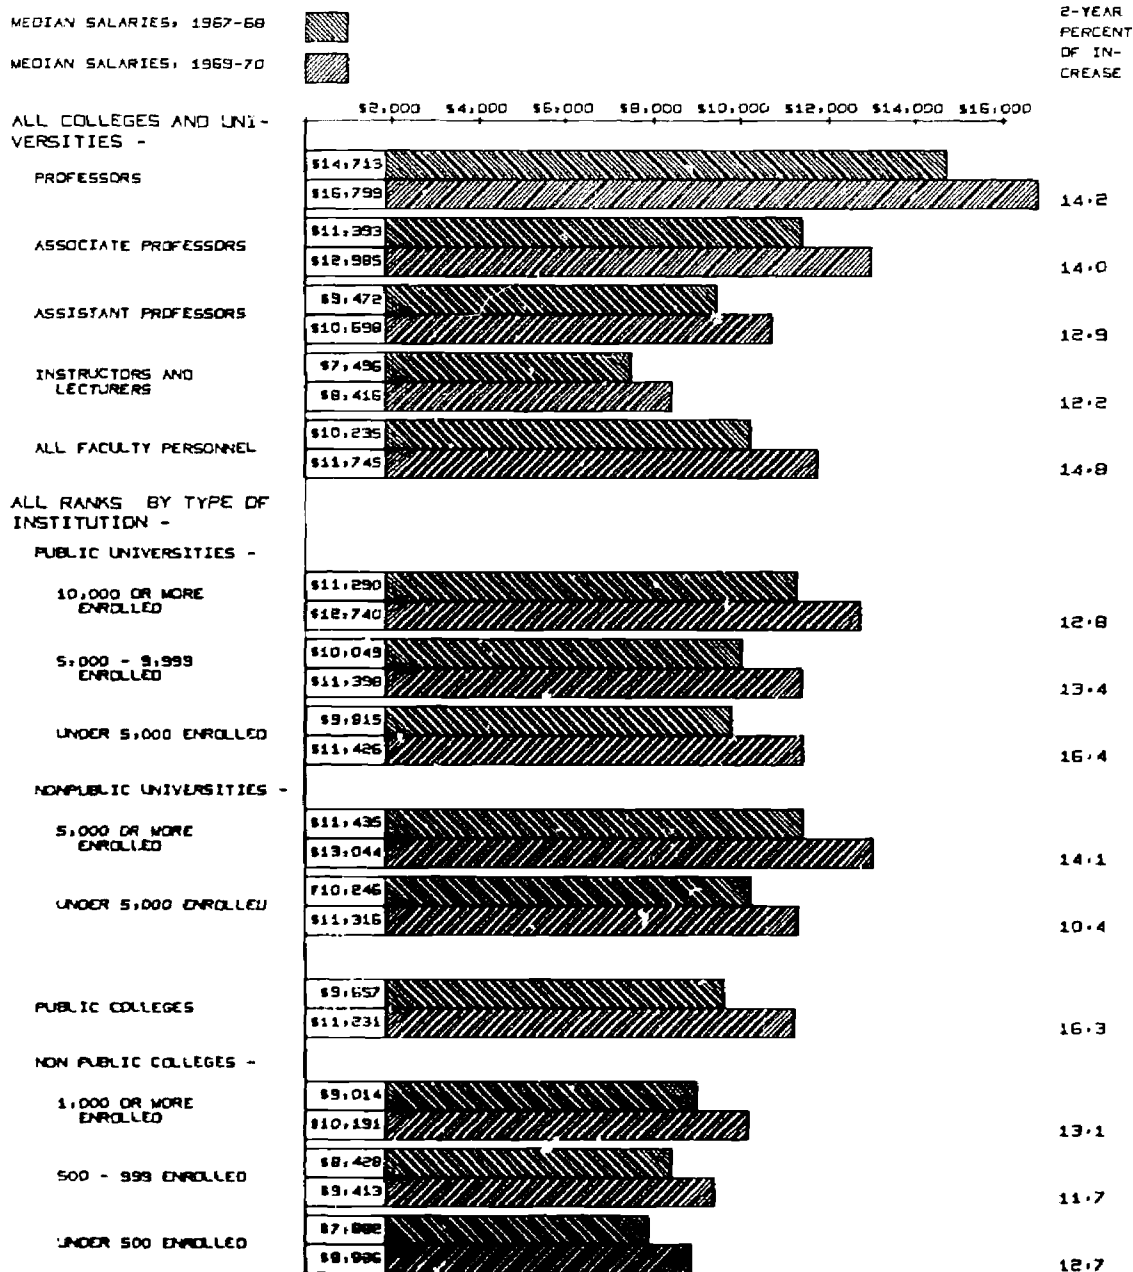 MEDIAN SALARIES, 1967-68
MEDIAN SALARIES, 1969-70
2-YEAR
PERCENT
OF IN-
CREASE
$2,000 $4,000 $6,000 $8,000 $10,000 $12,000 $14,000 $16,000
ALL COLLEGES AND UNI-
VERSITIES -
PROFESSORS
$14,713
$16,799
14.2
ASSOCIATE PROFESSORS
$11,393
$12,985
14.0
ASSISTANT PROFESSORS
$9,472
$10,698
12.9
INSTRUCTORS AND
LECTURERS
$7,496
$8,416
12.2
ALL FACULTY PERSONNEL
$10,235
$11,745
14.8
ALL RANKS BY TYPE OF
INSTITUTION -
PUBLIC UNIVERSITIES -
10,000 OR MORE
ENROLLED
$11,290
$12,740
12.8
5,000 - 9,999
ENROLLED
$10,049
$11,398
13.4
UNDER 5,000 ENROLLED
$9,815
$11,426
16.4
NONPUBLIC UNIVERSITIES -
5,000 OR MORE
ENROLLED
$11,435
$13,044
14.1
UNDER 5,000 ENROLLED
$10,246
$11,316
10.4
PUBLIC COLLEGES
$9,657
$11,231
16.3
NON PUBLIC COLLEGES -
1,000 OR MORE
ENROLLED
$9,014
$10,191
13.1
500 - 999 ENROLLED
$8,428
$9,413
11.7
UNDER 500 ENROLLED
12.7